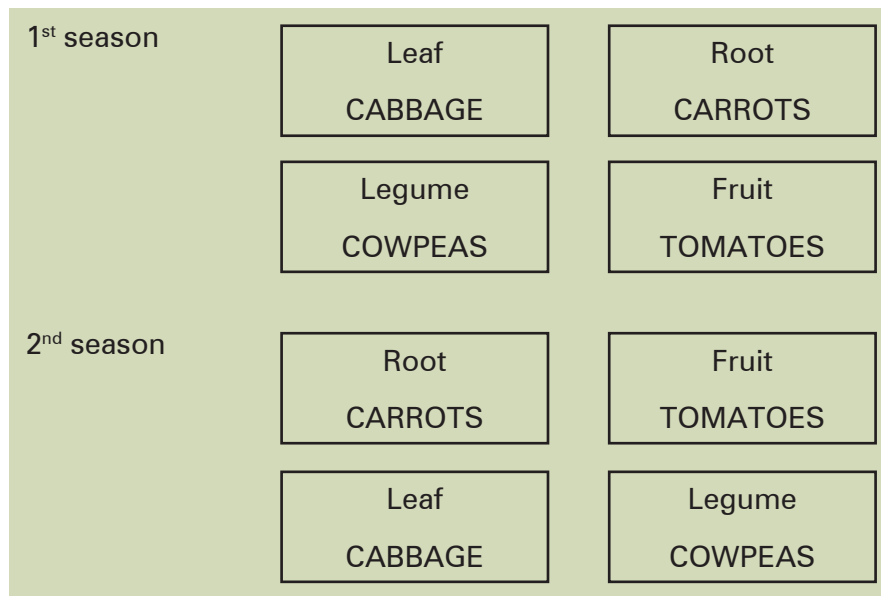 1st season
Leaf
CABBAGE
Root
CARROTS
Legume
COWPEAS
Fruit
TOMATOES
2nd season
Root
CARROTS
Fruit
TOMATOES
Leaf
CABBAGE
Legume
COWPEAS